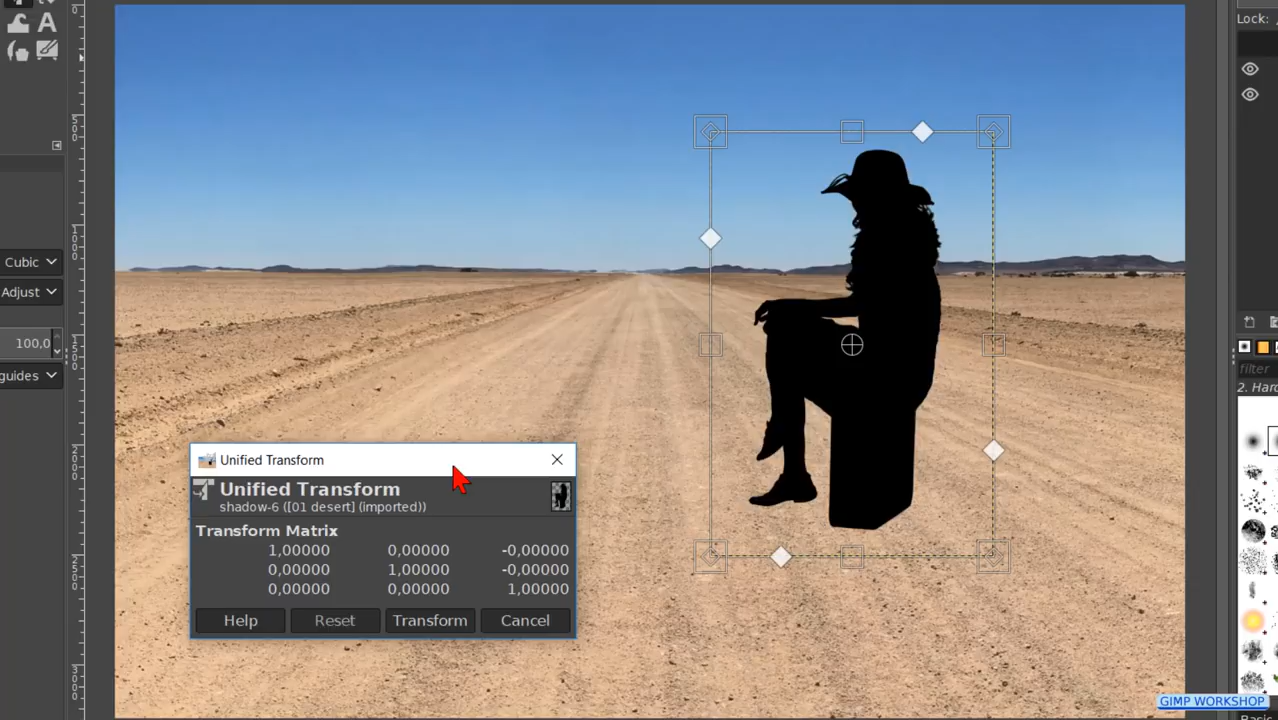 Lock:
A
Cubic
Adjust
100,0
guides
filter
Unified Transform
Unified Transform
shadow-6 ([01 desert] (imported))
Transform Matrix
1,00000 0,00000 -0,00000
0,00000 1,00000 -0,00000
0,00000 0,00000 1,00000
Help Reset Transform Cancel
GIMP WORKSHOP